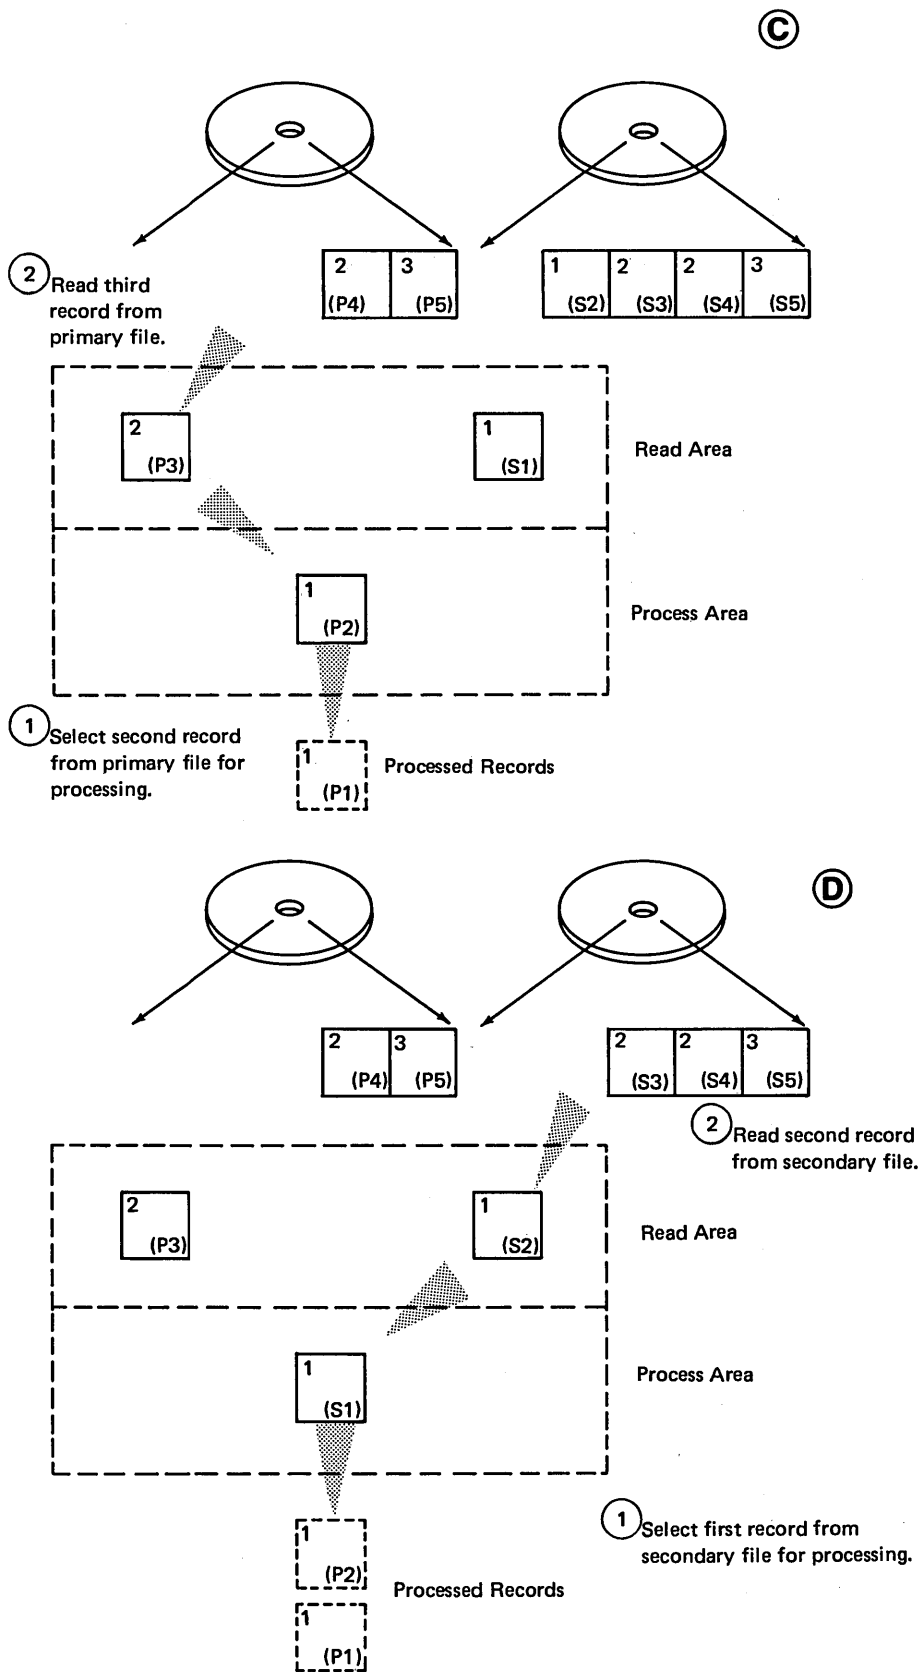 C
2 3
(P4) (P5)
1 2 2 3
(S2) (S3) (S4) (S5)
2 Read third
record from
primary file.
2
(P3)
1
(S1)
Read Area
1
(P2)
Process Area
1 Select second record
from primary file for
processing.
1
(P1)
Processed Records
D
2 3
(P4) (P5)
2 2 3
(S3) (S4) (S5)
2 Read second record
from secondary file.
2
(P3)
1
(S2)
Read Area
1
(S1)
Process Area
1 Select first record from
secondary file for processing.
1
(P2)
Processed Records
1
(P1)